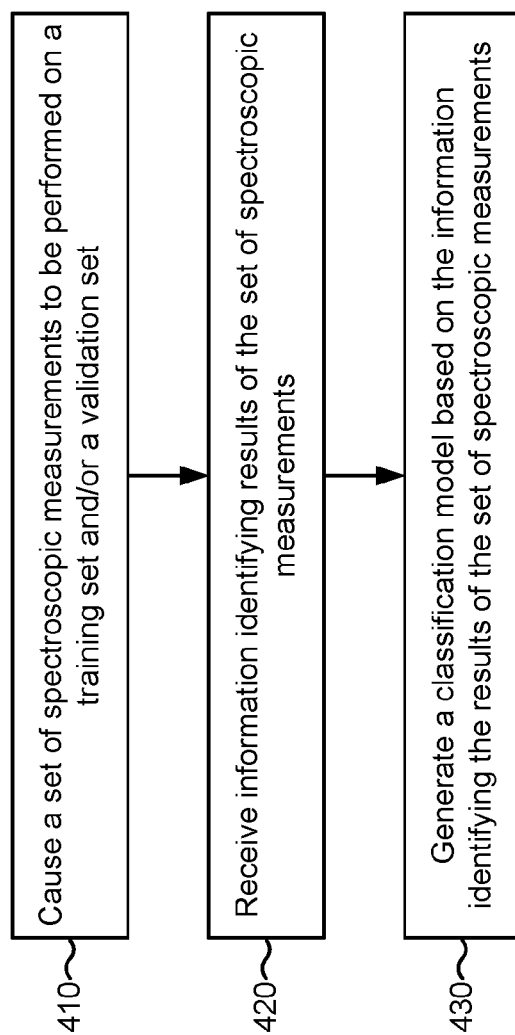 410
Cause a set of spectroscopic measurements to be performed on a
training set and/or a validation set
420
Receive information identifying results of the set of spectroscopic
measurements
430
Generate a classification model based on the information
identifying the results of the set of spectroscopic measurements